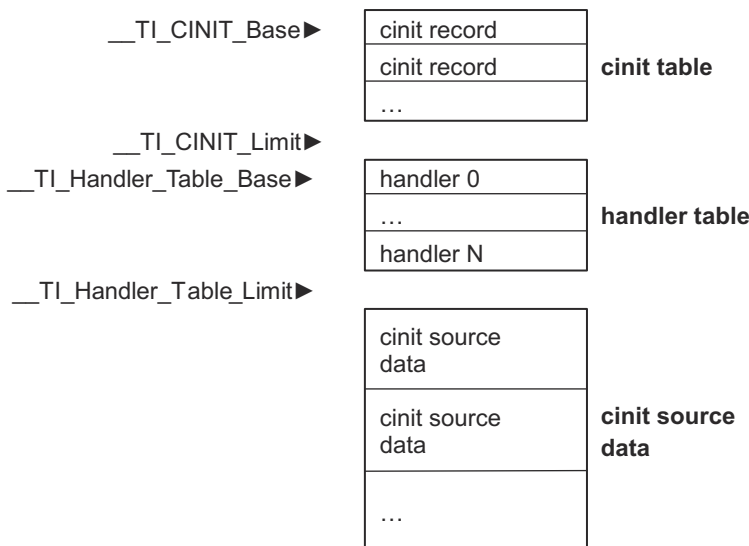 __TI_CINIT_Base► cinit record
cinit record cinit table
…
__TI_CINIT_Limit►
__TI_Handler_Table_Base► handler 0
… handler table
handler N
__TI_Handler_Table_Limit►
cinit source
data
cinit source cinit source
data data
…